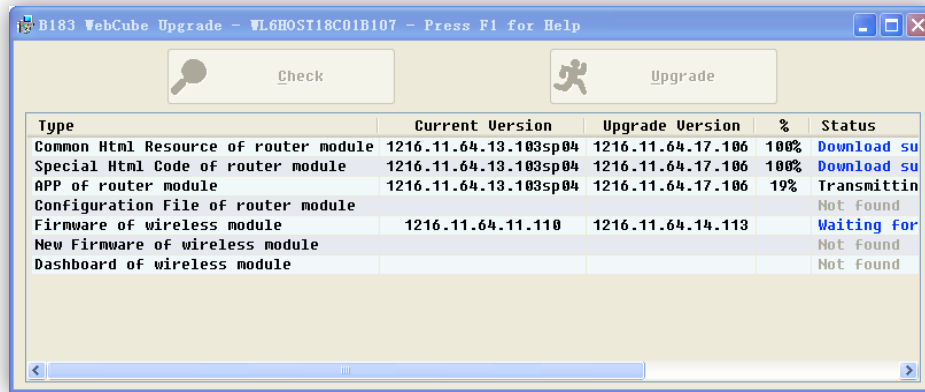 B183 WebCube Upgrade - WL6HOST18C01B107 - Press F1 for Help
Check Upgrade
Type Current Version Upgrade Version % Status
Common Html Resource of router module 1216.11.64.13.103sp04 1216.11.64.17.106 100% Download su
Special Html Code of router module 1216.11.64.13.103sp04 1216.11.64.17.106 100% Download su
APP of router module 1216.11.64.13.103sp04 1216.11.64.17.106 19% Transmittin
Configuration File of router module Not found
Firmware of wireless module 1216.11.64.11.110 1216.11.64.14.113 Waiting for
New Firmware of wireless module Not found
Dashboard of wireless module Not found